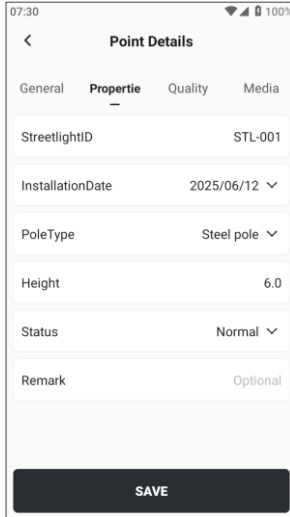 07:30 100%
Point Details
General Propertie Quality Media
StreetlightID STL-001
InstallationDate 2025/06/12
PoleType Steel pole
Height 6.0
Status Normal
Remark Optional
SAVE